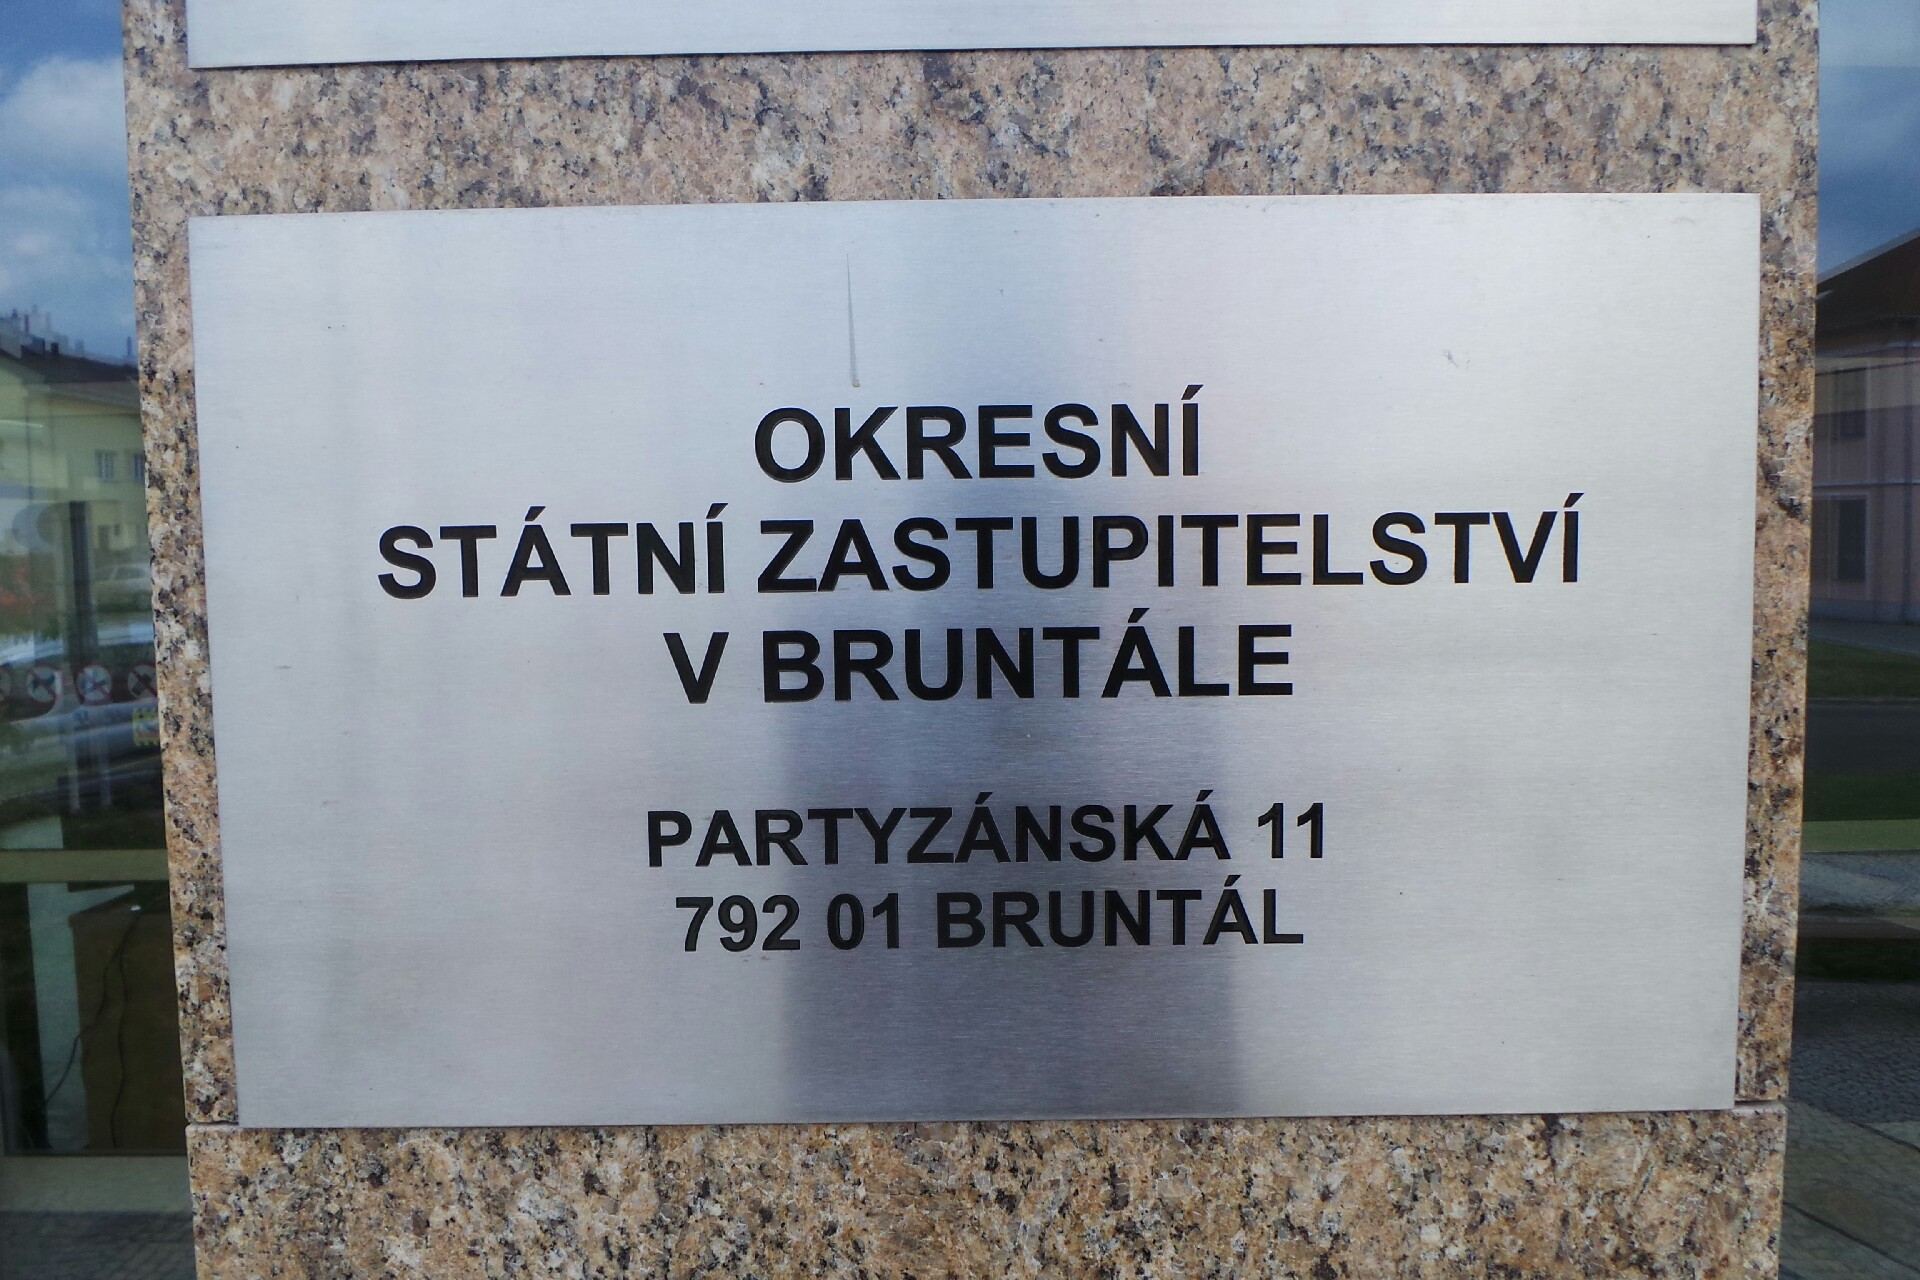 OKRESNÍ
STÁTNÍ ZASTUPITELSTVÍ
V BRUNTÁLE
PARTYZÁNSKÁ 11
792 01 BRUNTÁL